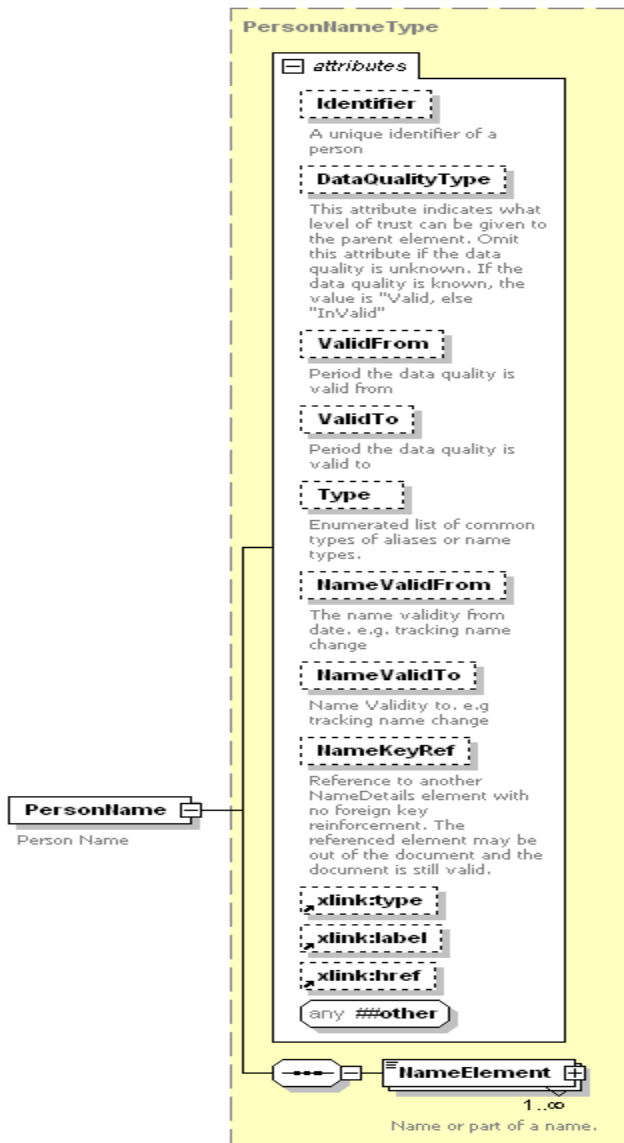 PersonNameType
attributes
Identifier
A unique identifier of a
person
DataQualityType
This attribute indicates what
level of trust can be given to
the parent element. Omit
this attribute if the data
quality is unknown. If the
data quality is known, the
value is "Valid, else
"InValid"
ValidFrom
Period the data quality is
valid from
ValidTo
Period the data quality is
valid to
Type
Enumerated list of common
types of aliases or name
types.
NameValidFrom
The name validity from
date. e.g. tracking name
change
NameValidTo
Name Validity to. e.g
tracking name change
NameKeyRef
Reference to another
NameDetails element with
no foreign key
reinforcement. The
referenced element may be
out of the document and the
document is still valid.
PersonName
Person Name
xlink:type
xlink:label
xlink:href
any ##other
NameElement
1..∞
Name or part of a name.